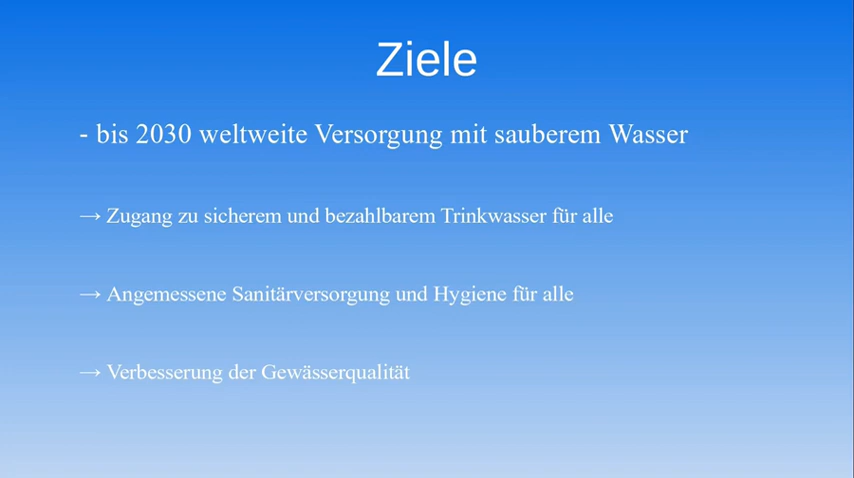 Ziele
- bis 2030 weltweite Versorgung mit sauberem Wasser
→ Zugang zu sicherem und bezahlbarem Trinkwasser für alle
→ Angemessene Sanitärversorgung und Hygiene für alle
→ Verbesserung der Gewässerqualität